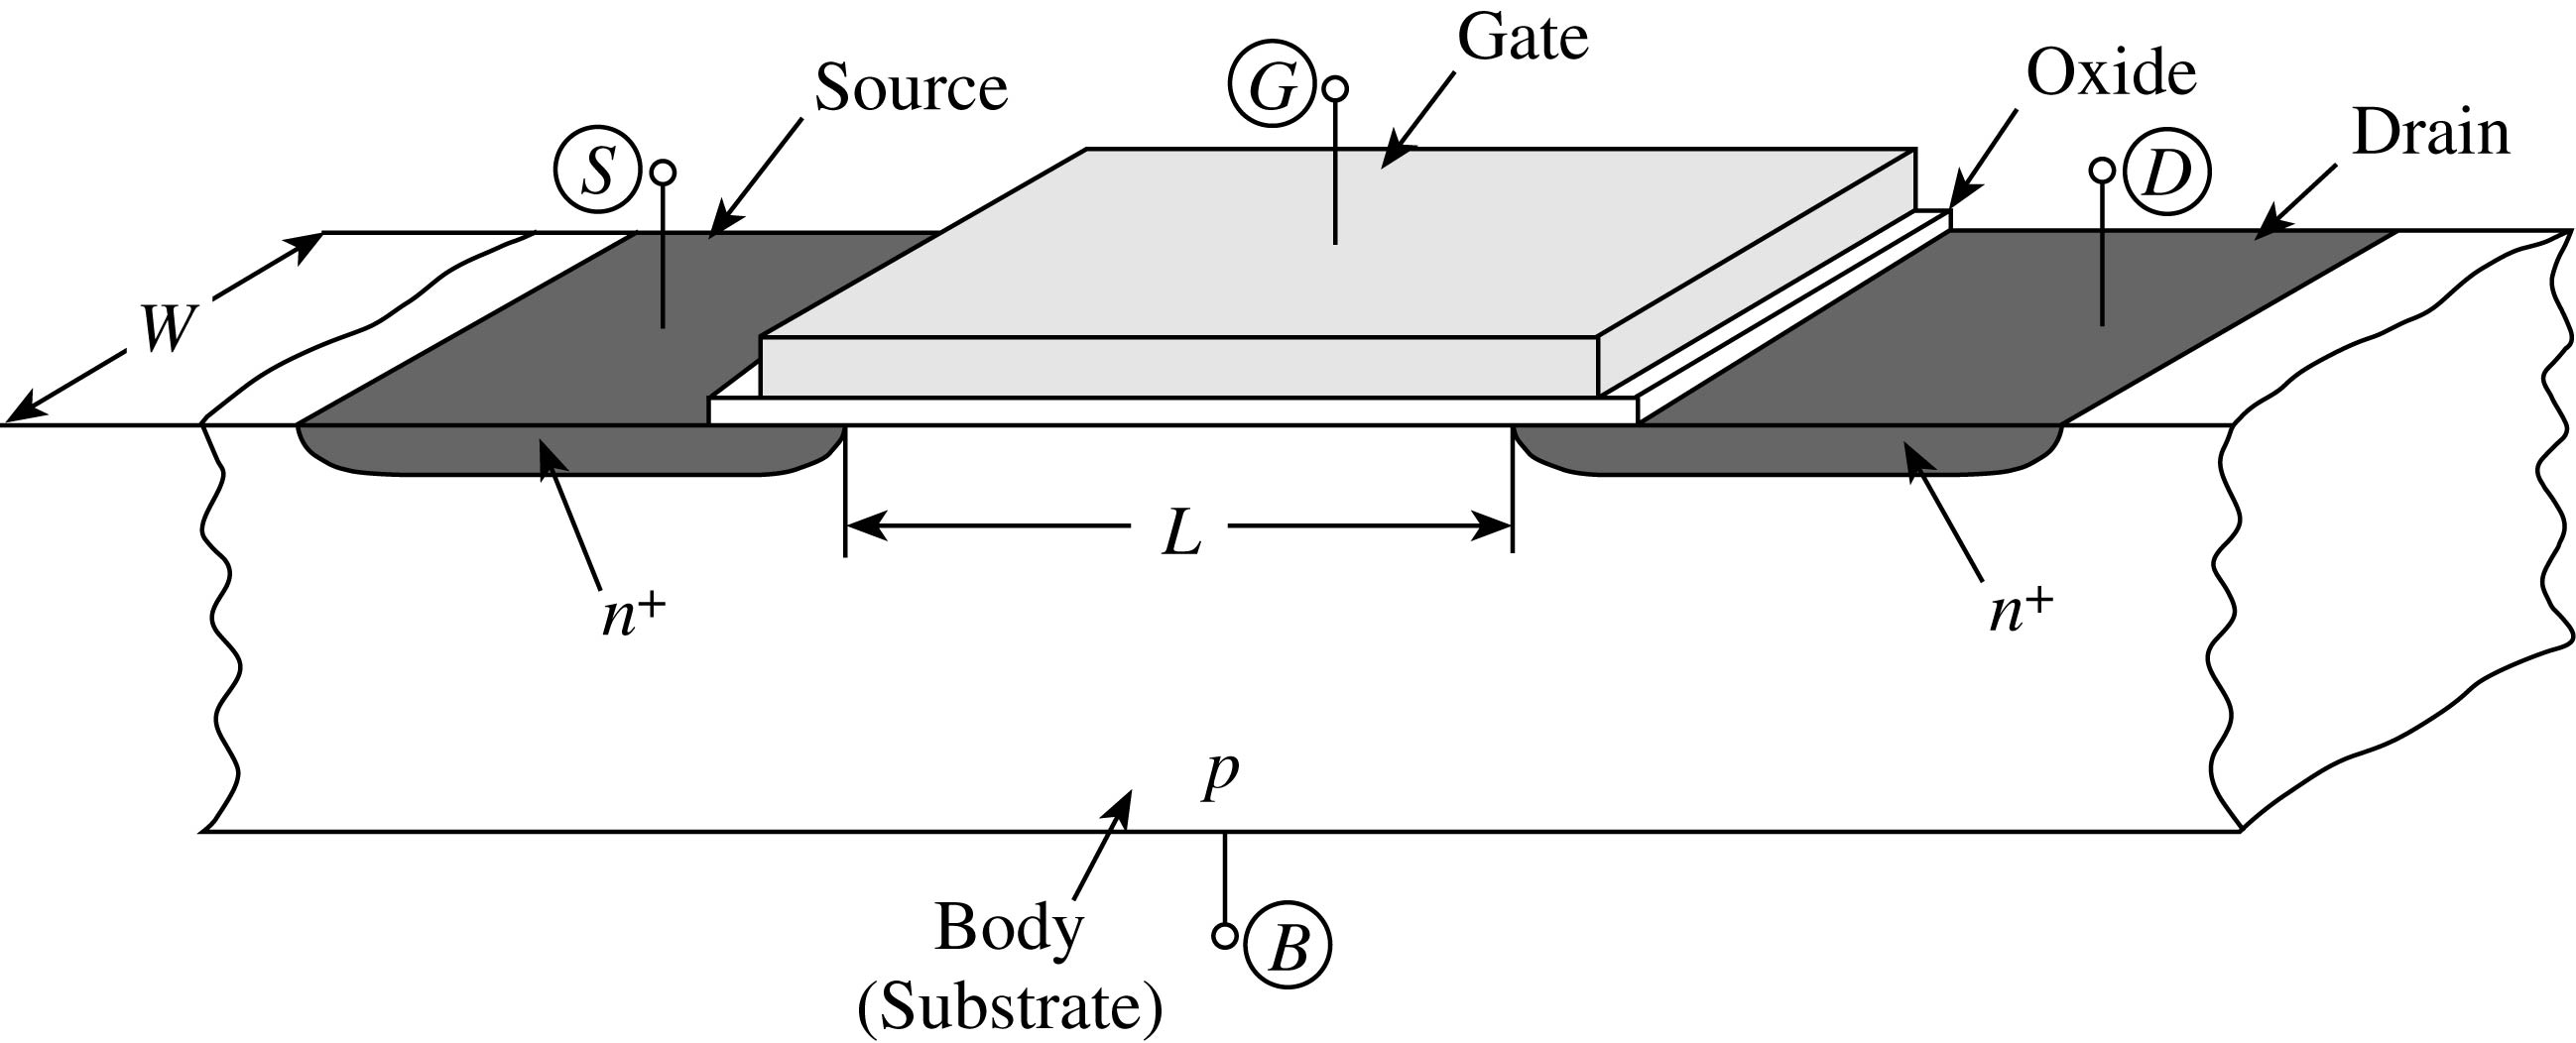 Gate
Source
G
Oxide
Drain
S
D
W
L
n+
n+
p
Body
(Substrate)
B